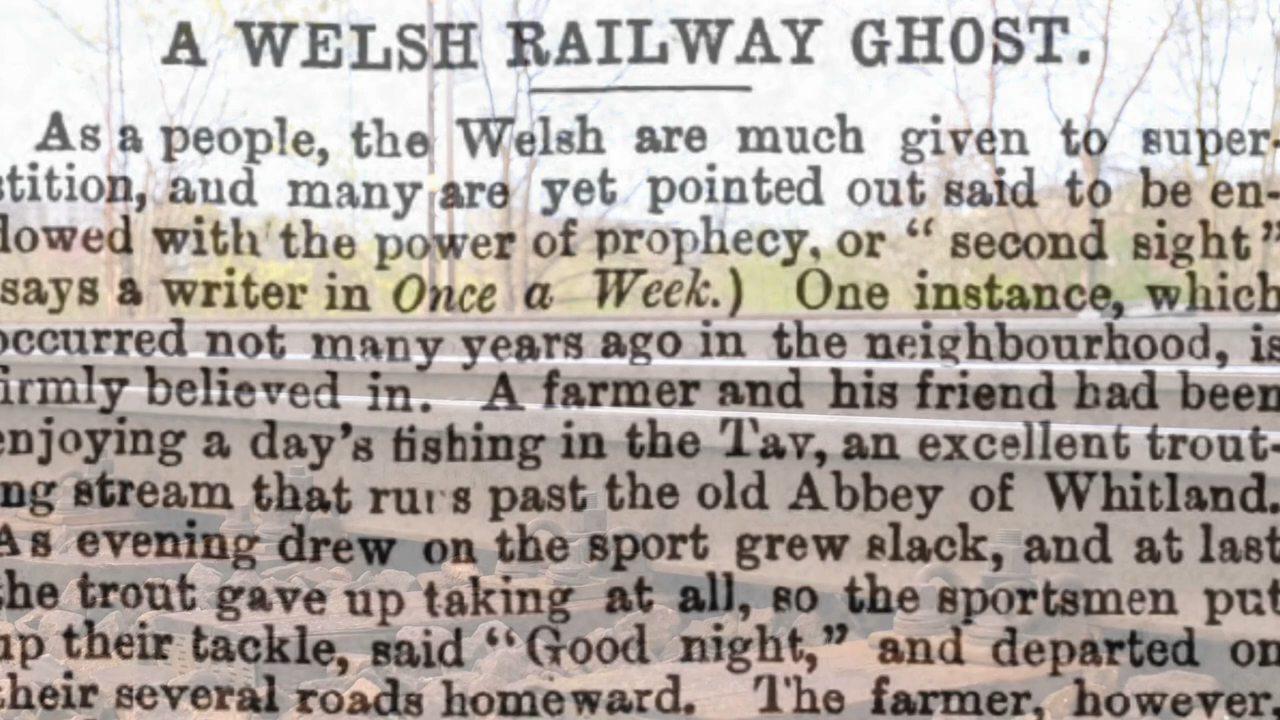 A WELSH RAILWAY GHOST.
As a people, the Welsh are much given to super-
stition, and many are yet pointed out said to be en-
dowed with the power of prophecy, or “ second sight”
says a writer in Once a Week.) One instance, which
occurred not many years ago in the neighbourhood, is
firmly believed in. A farmer and his friend had been
enjoying a day’s fishing in the Tav, an excellent trout-
ng stream that runs past the old Abbey of Whitland.
As evening drew on the sport grew slack, and at last
the trout gave up taking at all, so the sportsmen put
up their tackle, said “Good night,” and departed on
their several roads homeward. The farmer, however,